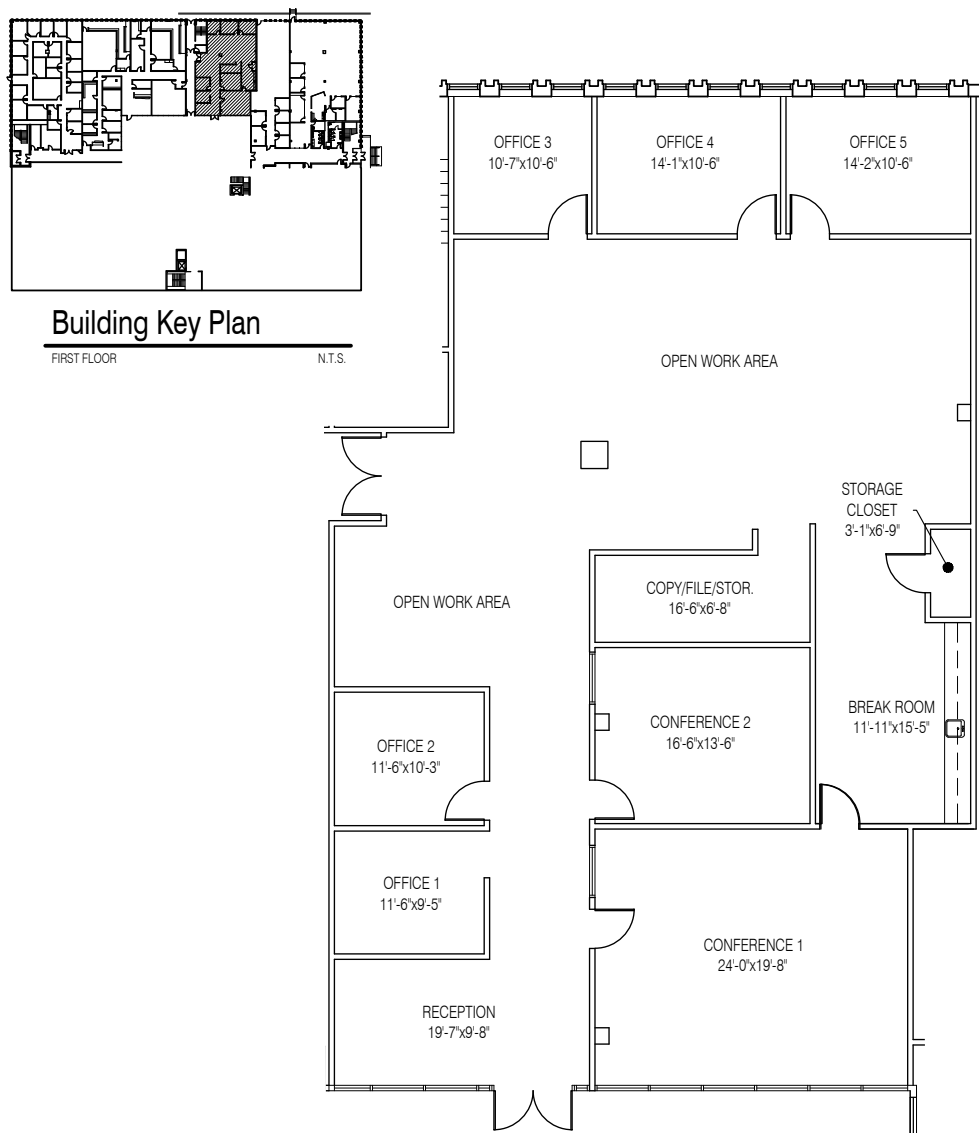 Building Key Plan
FIRST FLOOR
N.T.S.
OFFICE 3
10'-7"x10'-6"
OFFICE 4
14'-1"x10'-6"
OFFICE 5
14'-2"x10'-6"
OPEN WORK AREA
STORAGE
CLOSET
3'-1"x6'-9"
COPY/FILE/STOR.
16'-6"x6'-8"
OPEN WORK AREA
CONFERENCE 2
16'-6"x13'-6"
BREAK ROOM
11'-11"x15'-5"
OFFICE 2
11'-6"x10'-3"
OFFICE 1
11'-6"x9'-5"
CONFERENCE 1
24'-0"x19'-8"
RECEPTION
19'-7"x9'-8"